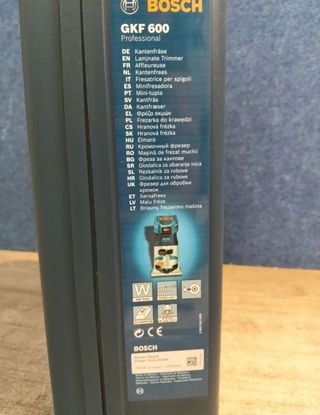 BOSCH
GKF 600
Professional
DE Kantenfräse
EN Laminate Trimmer
FR Affleureuse
NL Kantenfrees
IT Fresatrice per spigoli
ES Minifresadora
PT Mini-tupia
SV Kantfräs
DA Kantfræser
EL Φρέζα ακμών
PL Frezarka do krawędzi
CS Hranová frézka
SK Hranová frézka
HU Élmaró
RU Кромочный фрезер
RO Maşină de frezat muchii
BG Фреза за кантове
SR Glodalica za obaranje ivica
SL Rezkalnik za robove
HR Glodalica za robove
UK Фрезер для обробки
кромок
ET Servafrees
LV Malu frēze
LT Briaunų frezavimo mašina
W
CE
BOSCH